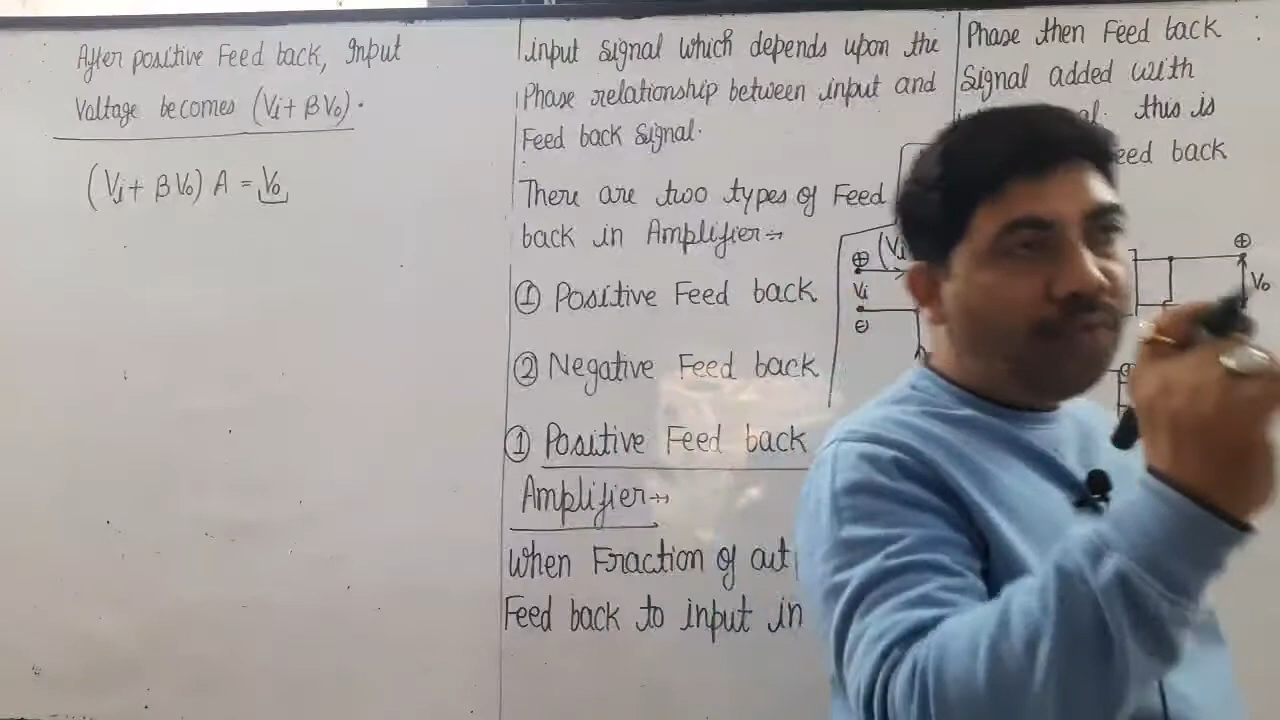 After positive Feed back, Input
Voltage becomes (Vi + βVo).
(Vi + βVo) A = Vo
input signal which depends upon the
Phase relationship between input and
Feed back Signal.
There are two types of Feed
back in Amplifier →
① Positive Feed back
② Negative Feed back
① Positive Feed back
Amplifier →
When Fraction of out
Feed back to input in
Phase then Feed back
Signal added with
this is
eed back
⊕ (Vi
Vi
⊖
⊕
Vo